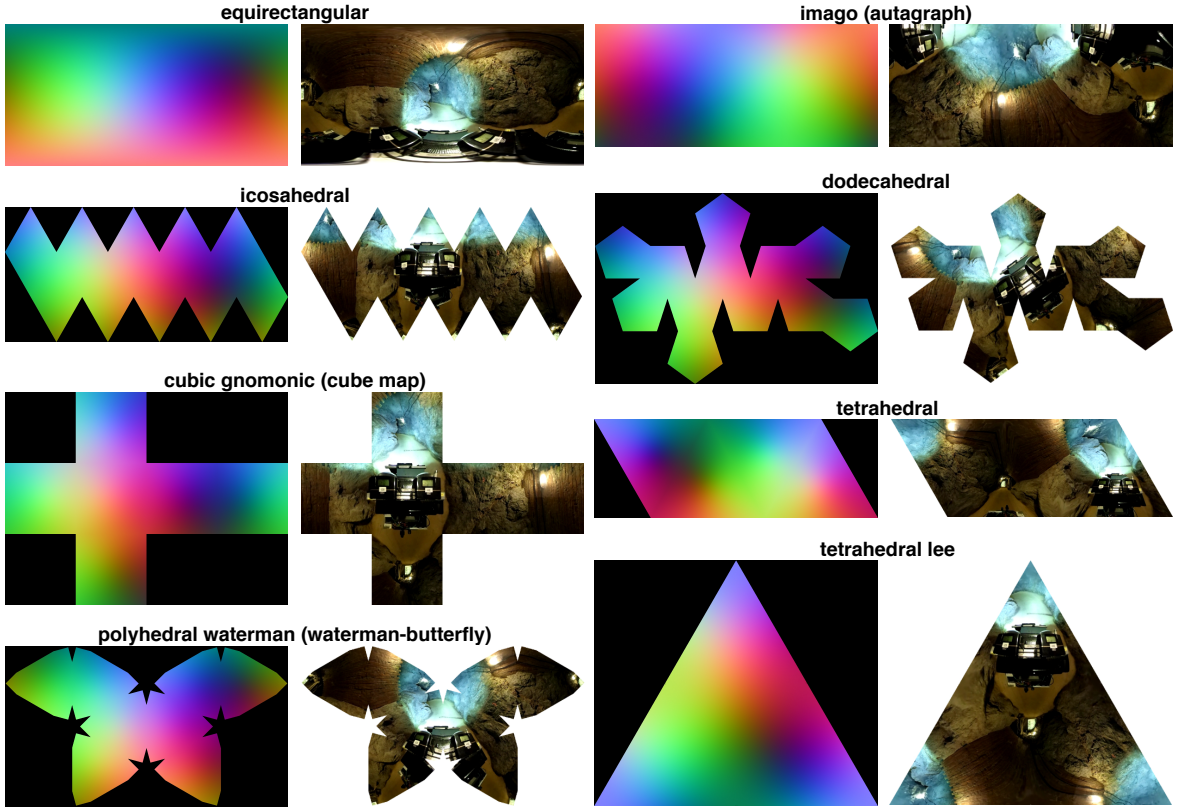 equirectangular
imago (autagraph)
icosahedral
dodecahedral
cubic gnomonic (cube map)
tetrahedral
tetrahedral lee
polyhedral waterman (waterman-butterfly)